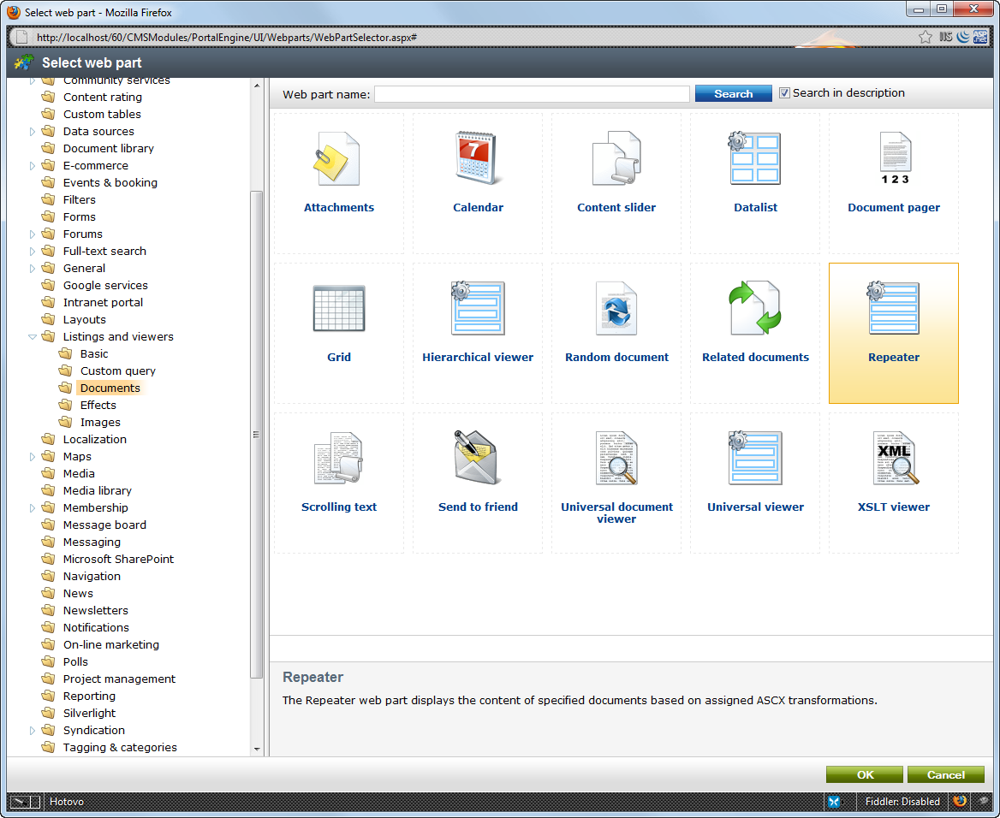 Select web part - Mozilla Firefox
http://localhost/60/CMSModules/PortalEngine/UI/Webparts/WebPartSelector.aspx#
IIS
ASP .net
Select web part
Community services
Content rating
Custom tables
Data sources
Document library
E-commerce
Events & booking
Filters
Forms
Forums
Full-text search
General
Google services
Intranet portal
Layouts
Listings and viewers
Basic
Custom query
Documents
Effects
Images
Localization
Maps
Media
Media library
Membership
Message board
Messaging
Microsoft SharePoint
Navigation
News
Newsletters
Notifications
On-line marketing
Polls
Project management
Reporting
Silverlight
Syndication
Tagging & categories
Web part name:
Search
Search in description
7
1 2 3
Attachments
Calendar
Content slider
Datalist
Document pager
Grid
Hierarchical viewer
Random document
Related documents
Repeater
XML
Scrolling text
Send to friend
Universal document
viewer
Universal viewer
XSLT viewer
Repeater
The Repeater web part displays the content of specified documents based on assigned ASCX transformations.
OK
Cancel
Hotovo
Fiddler: Disabled